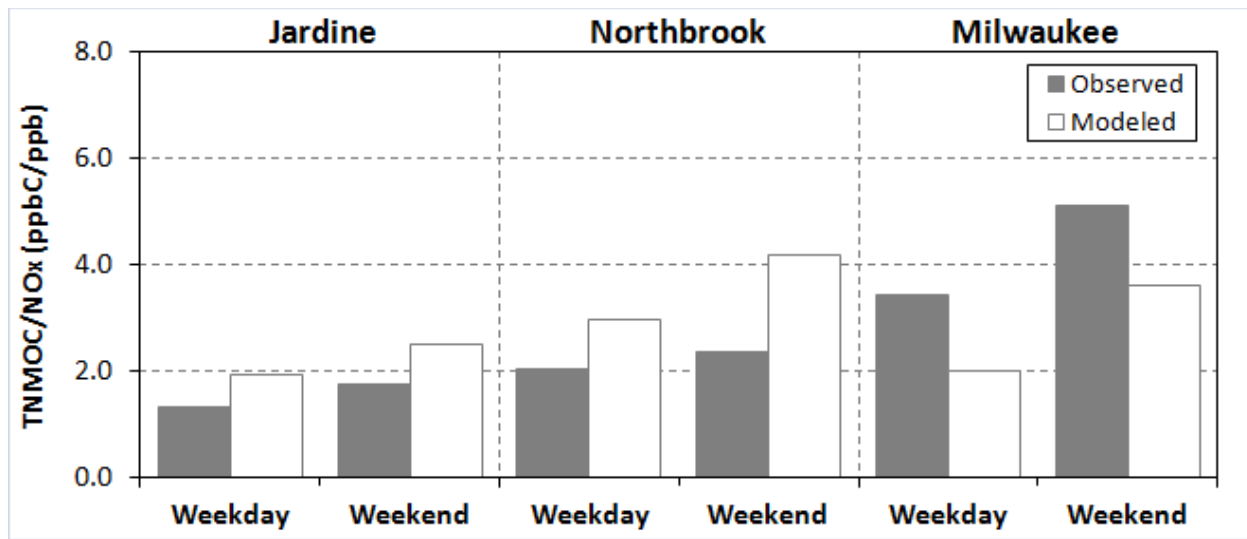 Jardine Northbrook Milwaukee
8.0
Observed
Modeled
6.0
4.0
2.0
0.0
TNMOC/NOx (ppbC/ppb)
Weekday Weekend Weekday Weekend Weekday Weekend